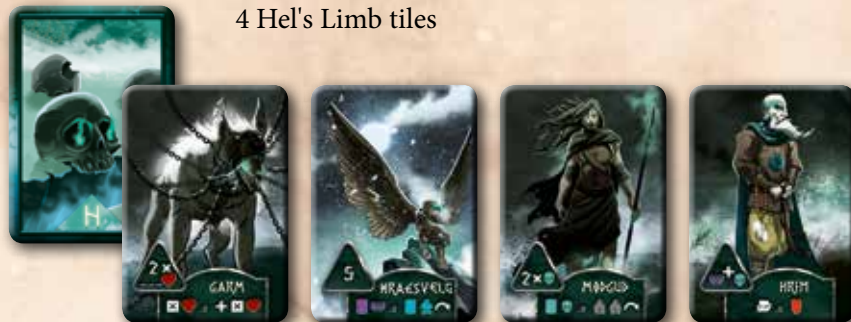 4 Hel's Limb tiles
H
2×
GARM
5
HRAESVELG
2×
MODGUD
+
HRIM